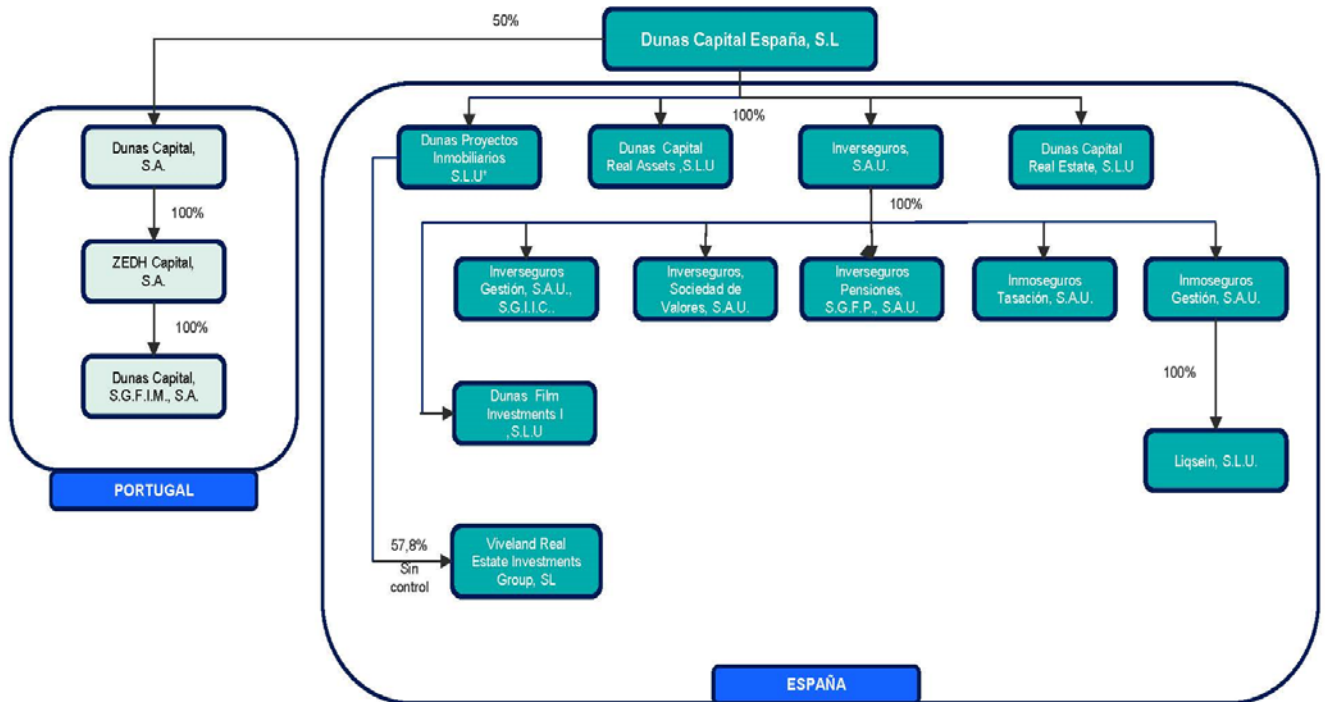 50%
Dunas Capital España, S.L
100%
Dunas Capital,
S.A.
Dunas Proyectos
Inmobiliarios
S.L.U*
Dunas Capital
Real Assets ,S.L.U
Inverseguros,
S.A.U.
Dunas Capital
Real Estate, S.L.U
100%
100%
ZEDH Capital,
S.A.
Inverseguros
Gestión, S.A.U.,
S.G.I.I.C..
Inverseguros,
Sociedad de
Valores, S.A.U.
Inverseguros
Pensiones,
S.G.F.P., S.A.U.
Inmoseguros
Tasación, S.A.U.
Inmoseguros
Gestión, S.A.U.
100%
100%
Dunas Capital,
S.G.F.I.M., S.A.
Dunas Film
Investments I
,S.L.U
Liqsein, S.L.U.
PORTUGAL
57,8%
Sin
control
Viveland Real
Estate Investments
Group, SL
ESPAÑA